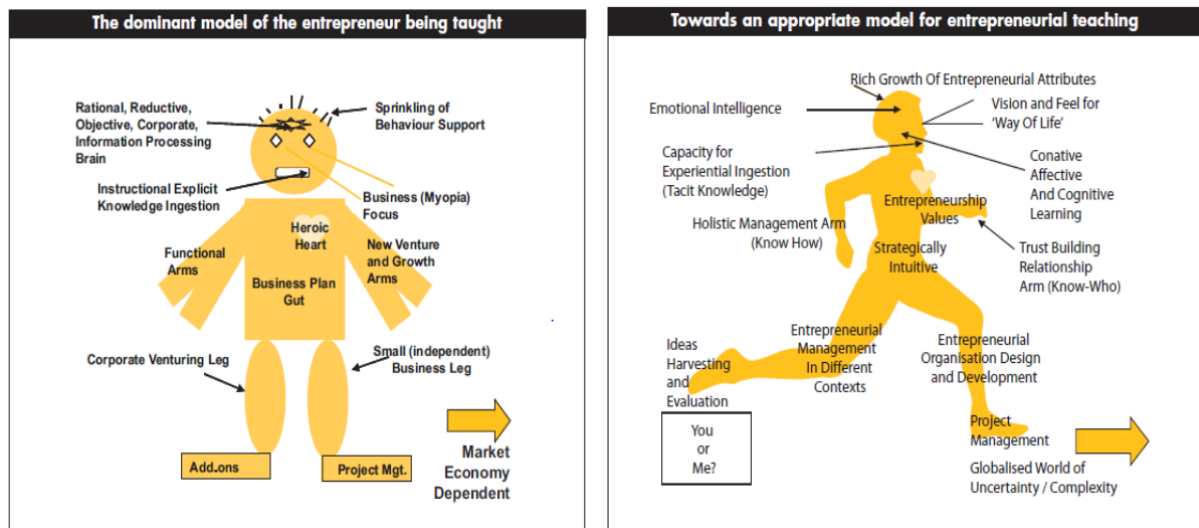 The dominant model of the entrepreneur being taught
Rational, Reductive,
Objective, Corporate,
Information Processing
Brain
Sprinkling of
Behaviour Support
Instructional Explicit
Knowledge Ingestion
Business (Myopia)
Focus
Heroic
Heart
Functional
Arms
New Venture
and Growth
Arms
Business Plan
Gut
Corporate Venturing Leg
Small (independent)
Business Leg
Add-ons
Project Mgt.
Market
Economy
Dependent
Towards an appropriate model for entrepreneurial teaching
Rich Growth Of Entrepreneurial Attributes
Emotional Intelligence
Vision and Feel for
'Way Of Life'
Capacity for
Experiential Ingestion
(Tacit Knowledge)
Conative
Affective
And Cognitive
Learning
Entrepreneurship
Values
Holistic Management Arm
(Know How)
Strategically
Intuitive
Trust Building
Relationship
Arm (Know-Who)
Ideas
Harvesting
and
Evaluation
Entrepreneurial
Management
In Different
Contexts
Entrepreneurial
Organisation Design
and Development
You
or
Me?
Project
Management
Globalised World of
Uncertainty / Complexity